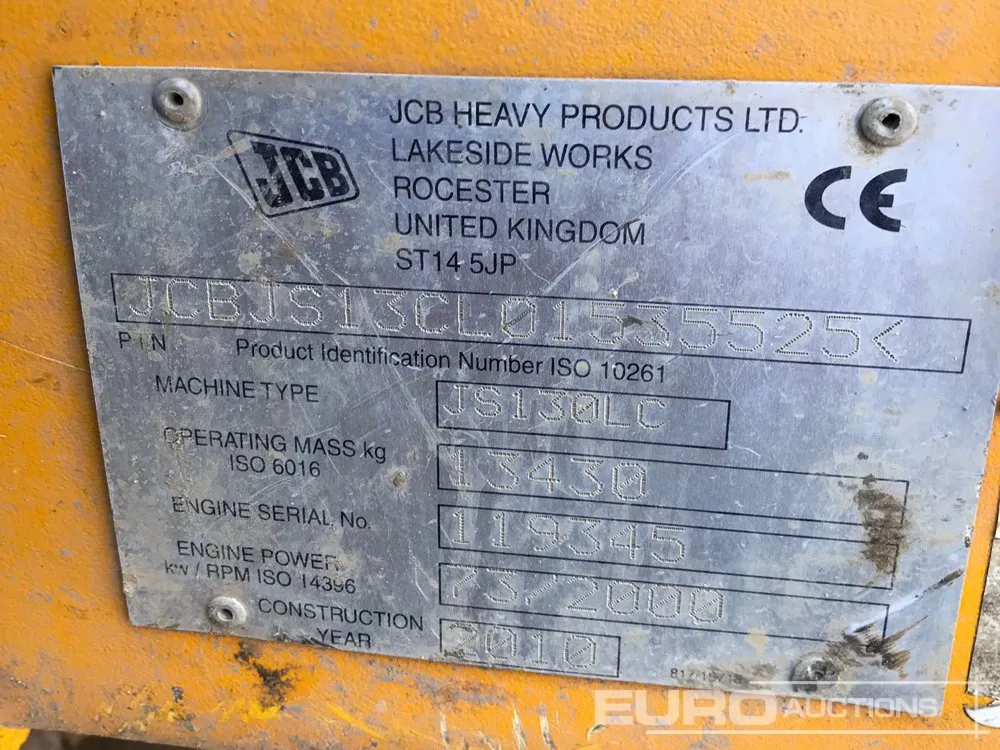 JCB HEAVY PRODUCTS LTD.
LAKESIDE WORKS
ROCESTER
UNITED KINGDOM
ST14 5JP
JCB
CE
JCBJS13CL01535525<
P I N Product Identification Number ISO 10261
MACHINE TYPE JS130LC
OPERATING MASS kg
ISO 6016
13430
ENGINE SERIAL No. 119345
ENGINE POWER
kw / RPM ISO 14396
73/2000
CONSTRUCTION
YEAR
2010
EURO AUCTIONS